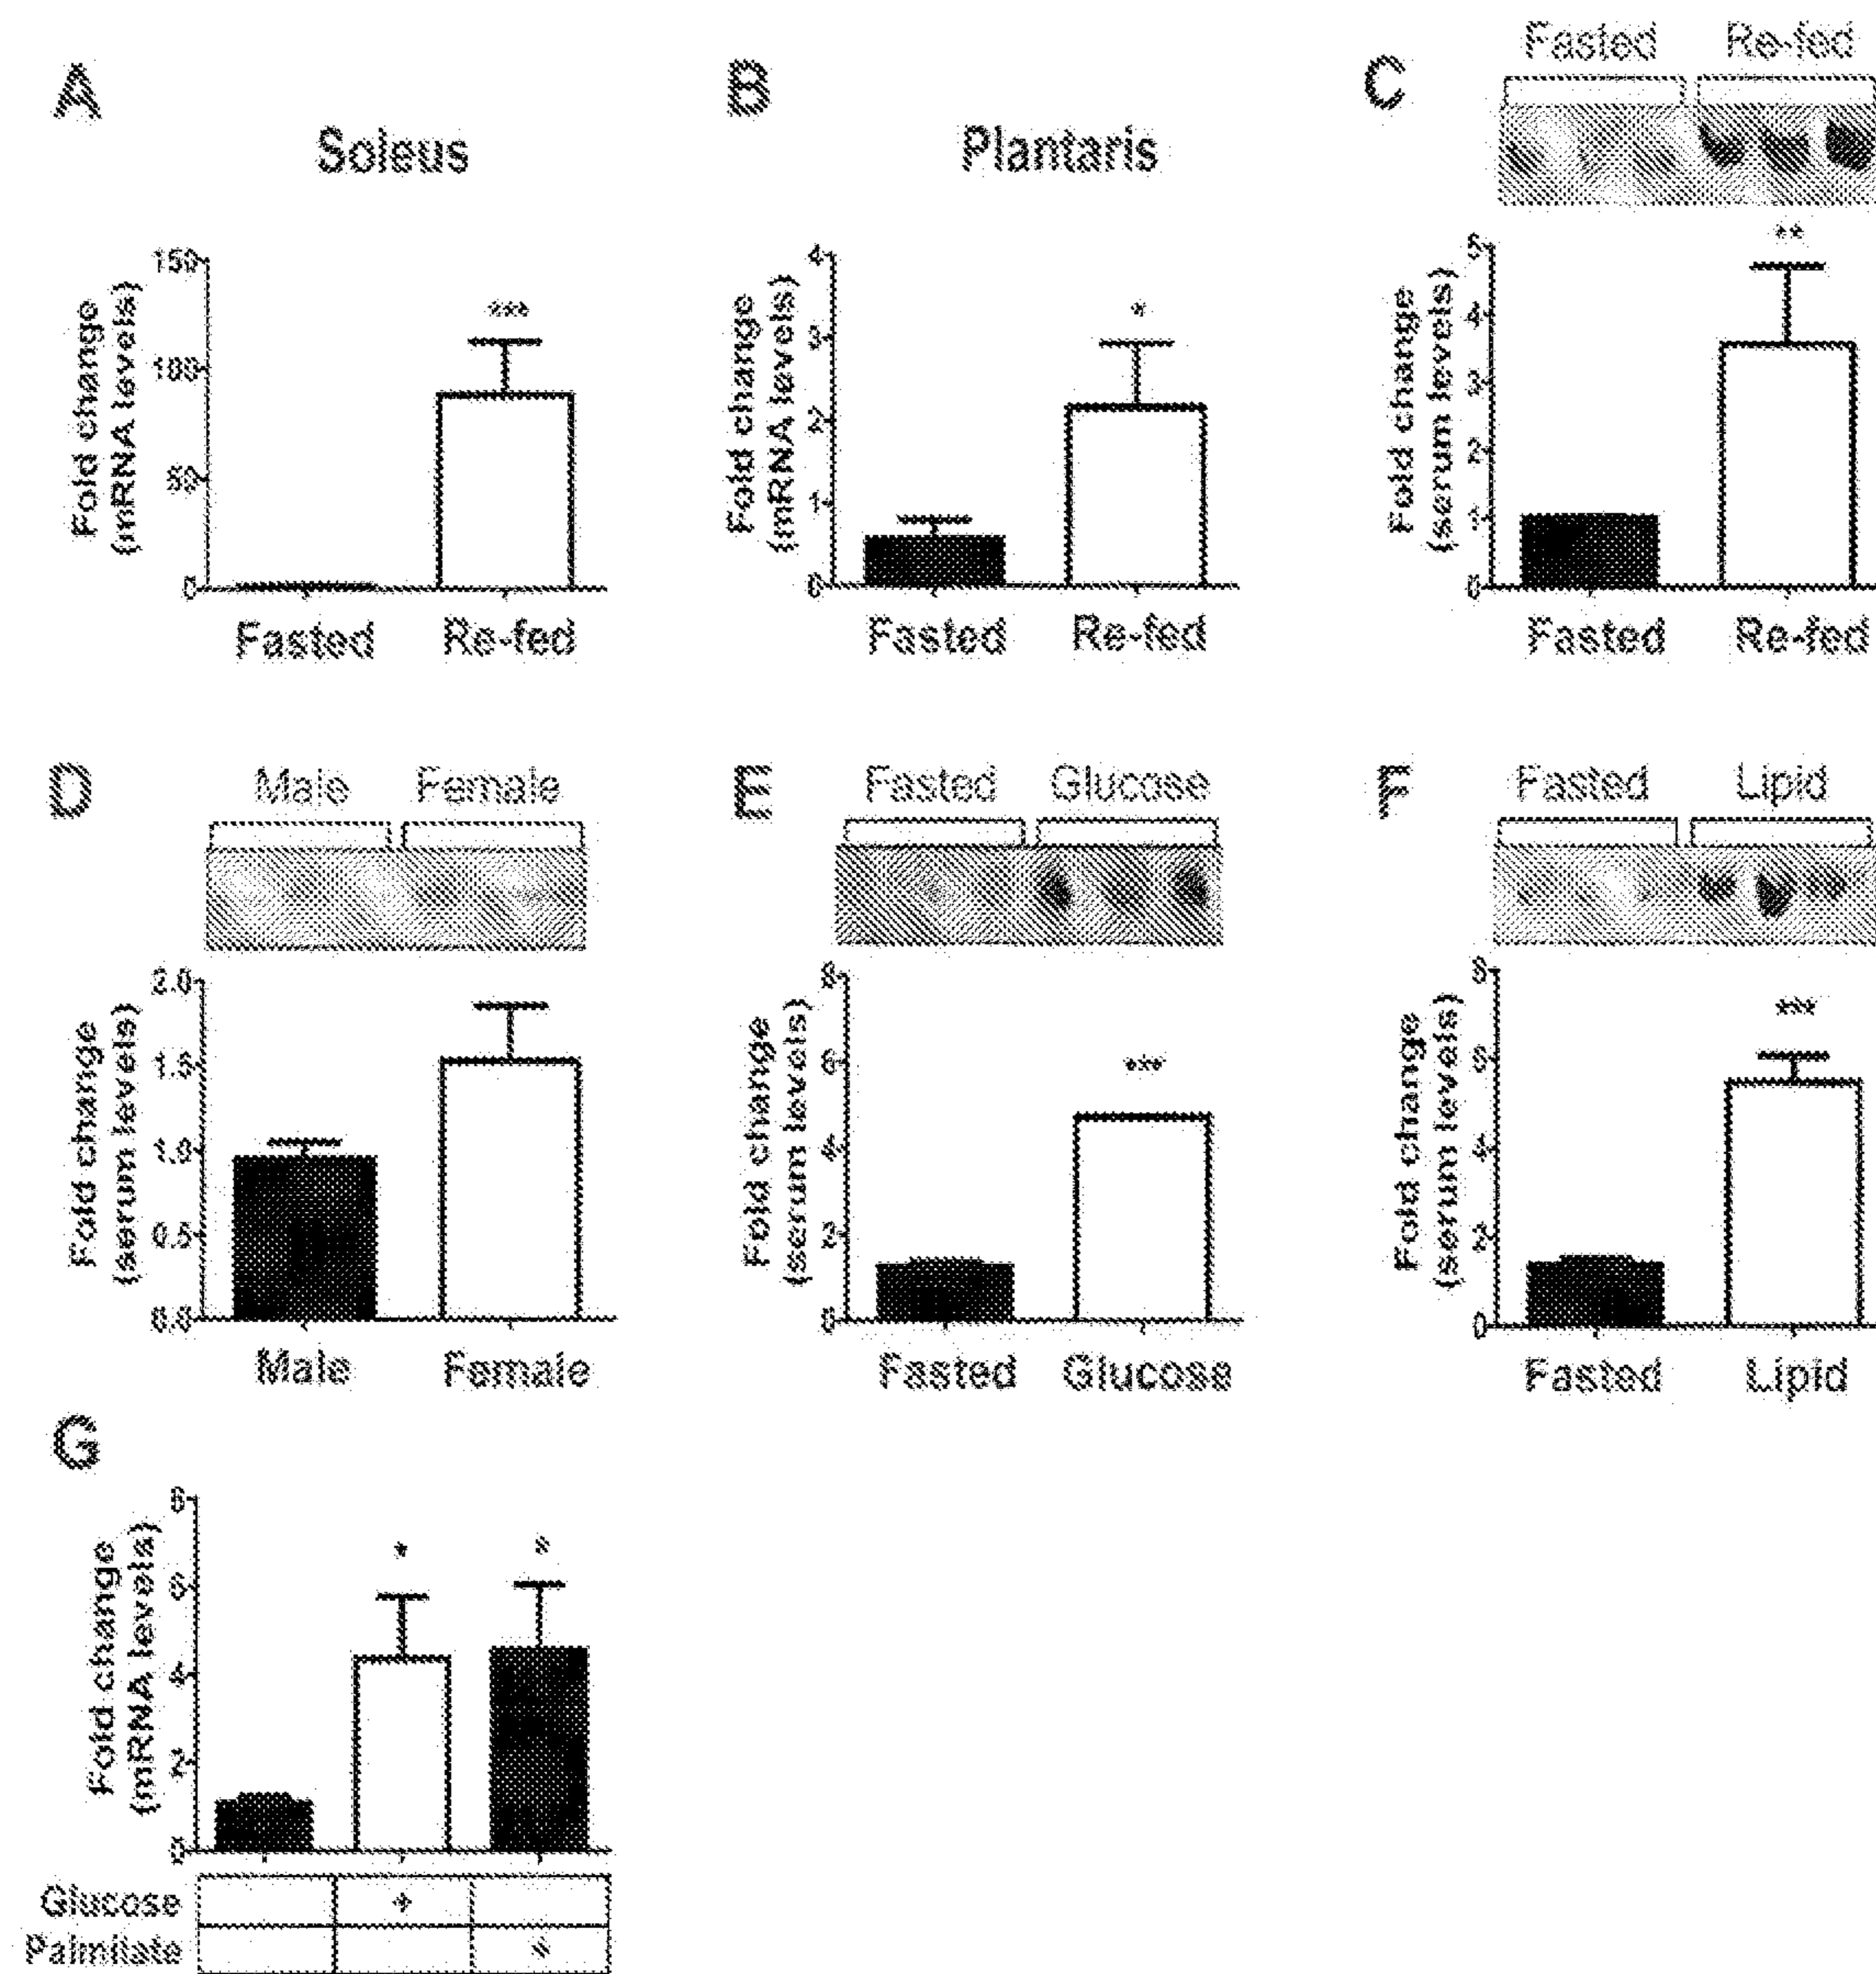 A
Soleus
Fold change
(mRNA levels)
150
100
50
0
***
Fasted Re-fed
B
Plantaris
Fold change
(mRNA levels)
4
3
2
1
0
*
Fasted Re-fed
C
Fasted Re-fed
Fold change
(serum levels)
5
4
3
2
1
0
**
Fasted Re-fed
D
Male Female
Fold change
(serum levels)
2.0
1.5
1.0
0.5
0.0
Male Female
E
Fasted Glucose
Fold change
(serum levels)
8
6
4
2
0
***
Fasted Glucose
F
Fasted Lipid
Fold change
(serum levels)
8
6
4
2
0
***
Fasted Lipid
G
Fold change
(mRNA levels)
8
6
4
2
0
* *
Glucose +
Palmitate